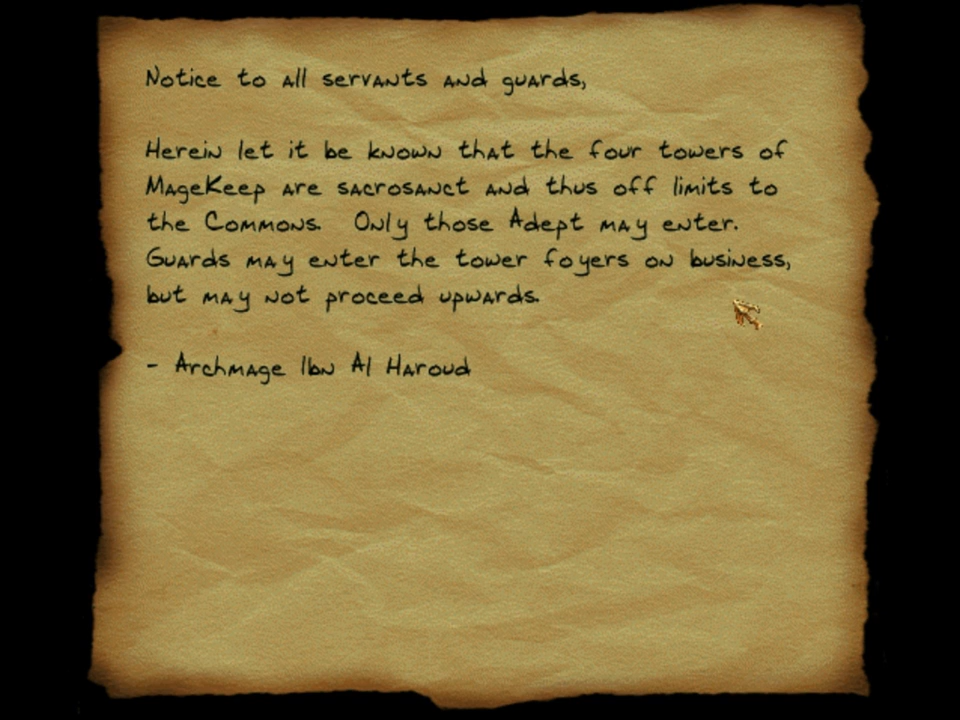 Notice to all servants and guards,
Herein let it be known that the four towers of
MageKeep are sacrosanct and thus off limits to
the Commons. Only those Adept may enter.
Guards may enter the tower foyers on business,
but may not proceed upwards.
- Archmage Ibn Al Haroud